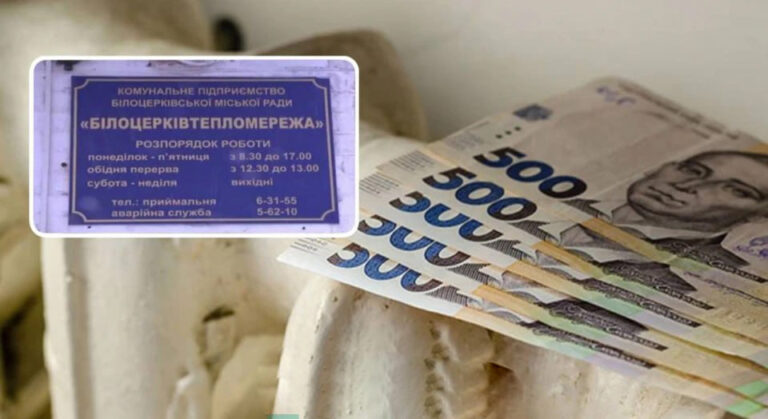 КОМУНАЛЬНЕ ПІДПРИЄМСТВО
БІЛОЦЕРКІВСЬКОЇ МІСЬКОЇ РАДИ
«БІЛОЦЕРКІВТЕПЛОМЕРЕЖА»
РОЗПОРЯДОК РОБОТИ
понеділок - п'ятниця з 8.30 до 17.00
обідня перерва з 12.30 до 13.00
субота - неділя вихідні
тел.: приймальня 6-31-55
аварійна служба 5-62-10
500
500
500
500
500